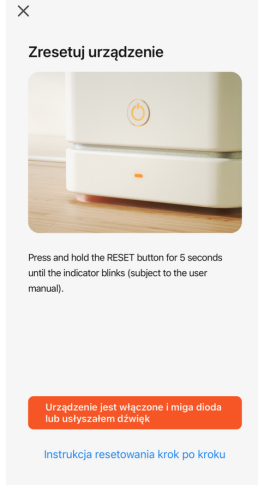 Zresetuj urządzenie
Press and hold the RESET button for 5 seconds
until the indicator blinks (subject to the user
manual).
Urządzenie jest włączone i miga dioda
lub usłyszałem dźwięk
Instrukcja resetowania krok po kroku